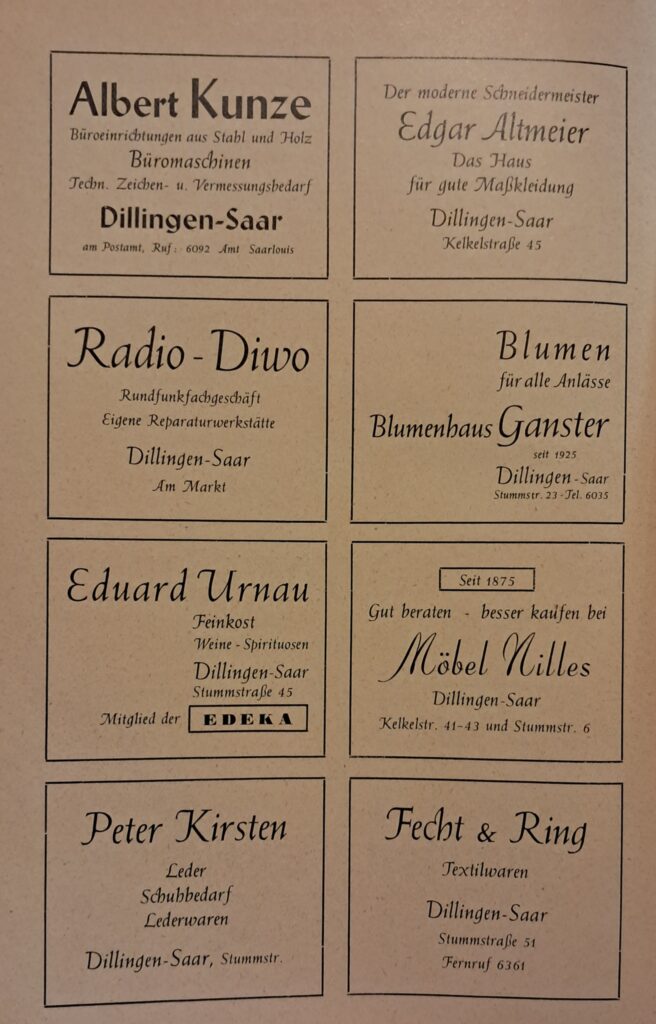 Albert Kunze
Büroeinrichtungen aus Stahl und Holz
Büromaschinen
Techn. Zeichen- u. Vermessungsbedarf
Dillingen-Saar
am Postamt, Ruf: 6092 Amt Saarlouis
Der moderne Schneidermeister
Edgar Altmeier
Das Haus
für gute Maßkleidung
Dillingen-Saar
Kelkelstraße 45
Radio - Diwo
Rundfunkfachgeschäft
Eigene Reparaturwerkstätte
Dillingen-Saar
Am Markt
Blumen
für alle Anlässe
Blumenhaus Ganster
seit 1925
Dillingen-Saar
Stummstr. 23 - Tel. 6035
Eduard Urnau
Feinkost
Weine - Spirituosen
Dillingen-Saar
Stummstraße 45
Mitglied der EDEKA
Seit 1875
Gut beraten - besser kaufen bei
Möbel Nilles
Dillingen-Saar
Kelkelstr. 41-43 und Stummstr. 6
Peter Kirsten
Leder
Schuhbedarf
Lederwaren
Dillingen-Saar, Stummstr.
Fecht & Ring
Textilwaren
Dillingen-Saar
Stummstraße 51
Fernruf 6361